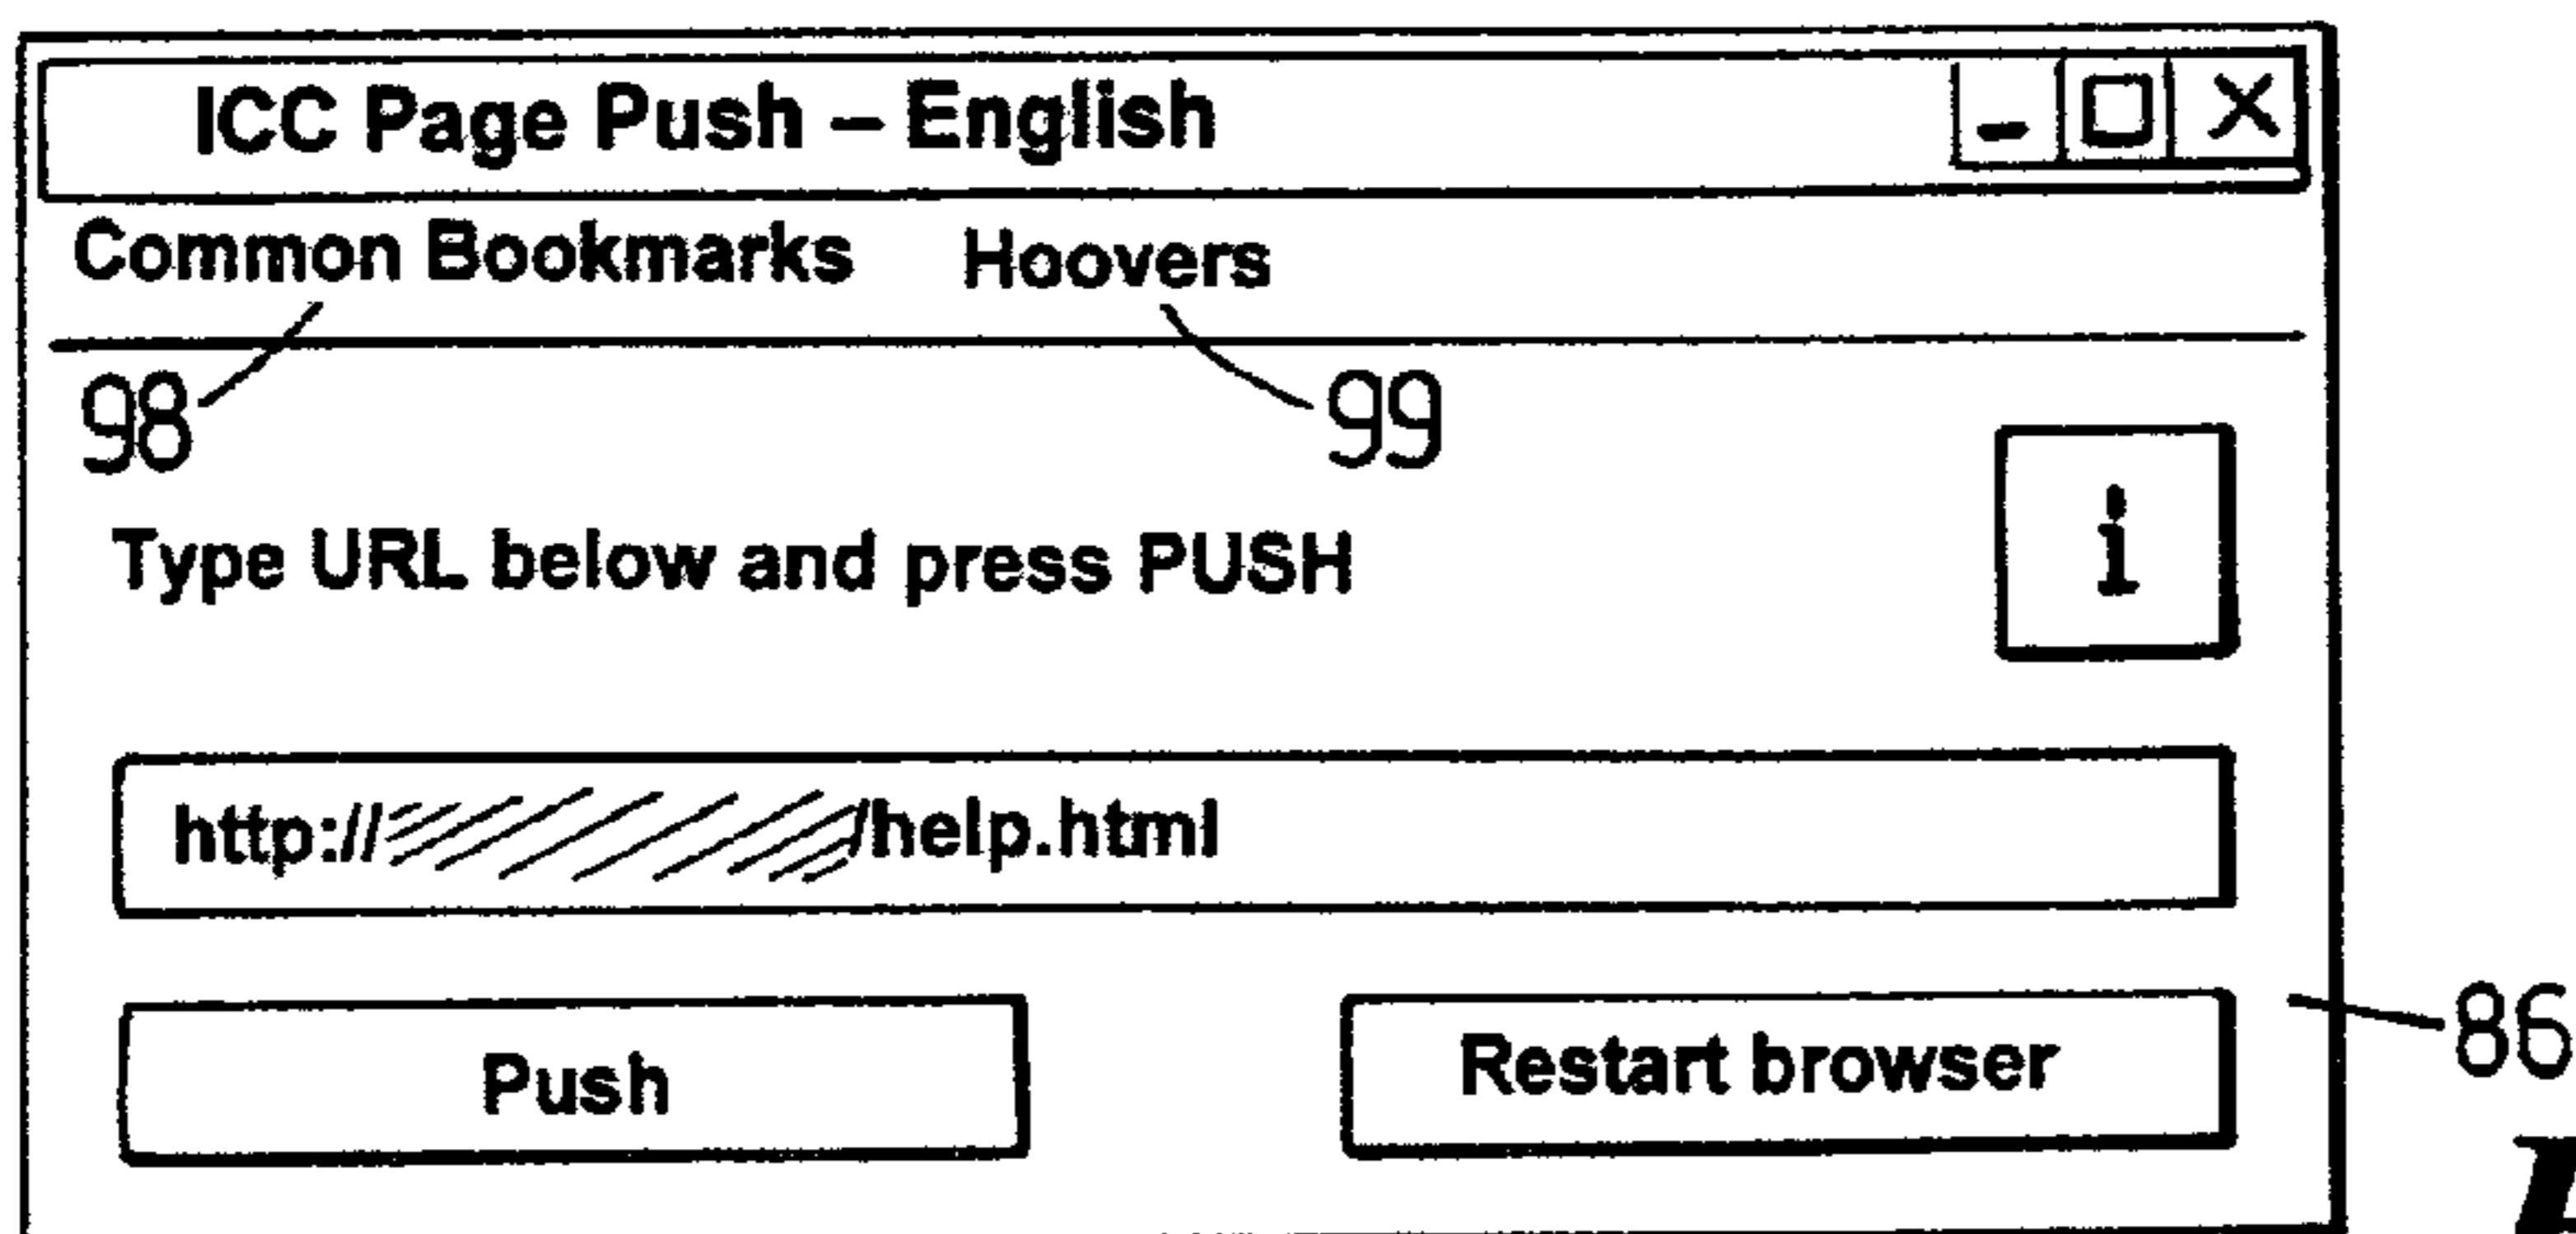 ICC Page Push – English
Common Bookmarks Hoovers
98 99
Type URL below and press PUSH
i
http:// /help.html
Push Restart browser
86